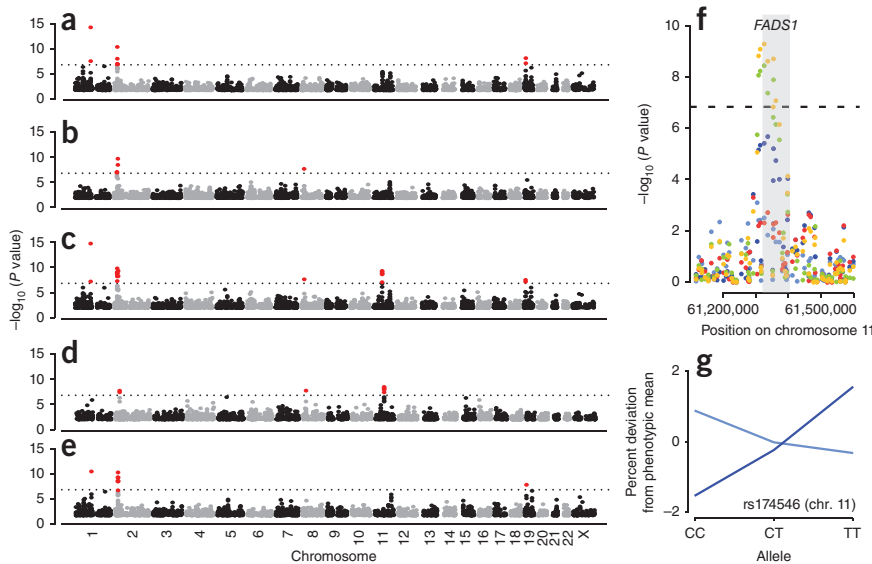 a
15
10
5
0
b
15
10
5
0
c
15
10
5
0
d
15
10
5
0
e
15
10
5
0
−log10 (P value)
1 2 3 4 5 6 7 8 9 10 11 12 13 14 15 16 17 18 19 20 21 22 X
Chromosome
f
FADS1
10
8
6
4
2
0
−log10 (P value)
61,200,000 61,500,000
Position on chromosome 11
g
2
0
−2
Percent deviation
from phenotypic mean
rs174546 (chr. 11)
CC CT TT
Allele